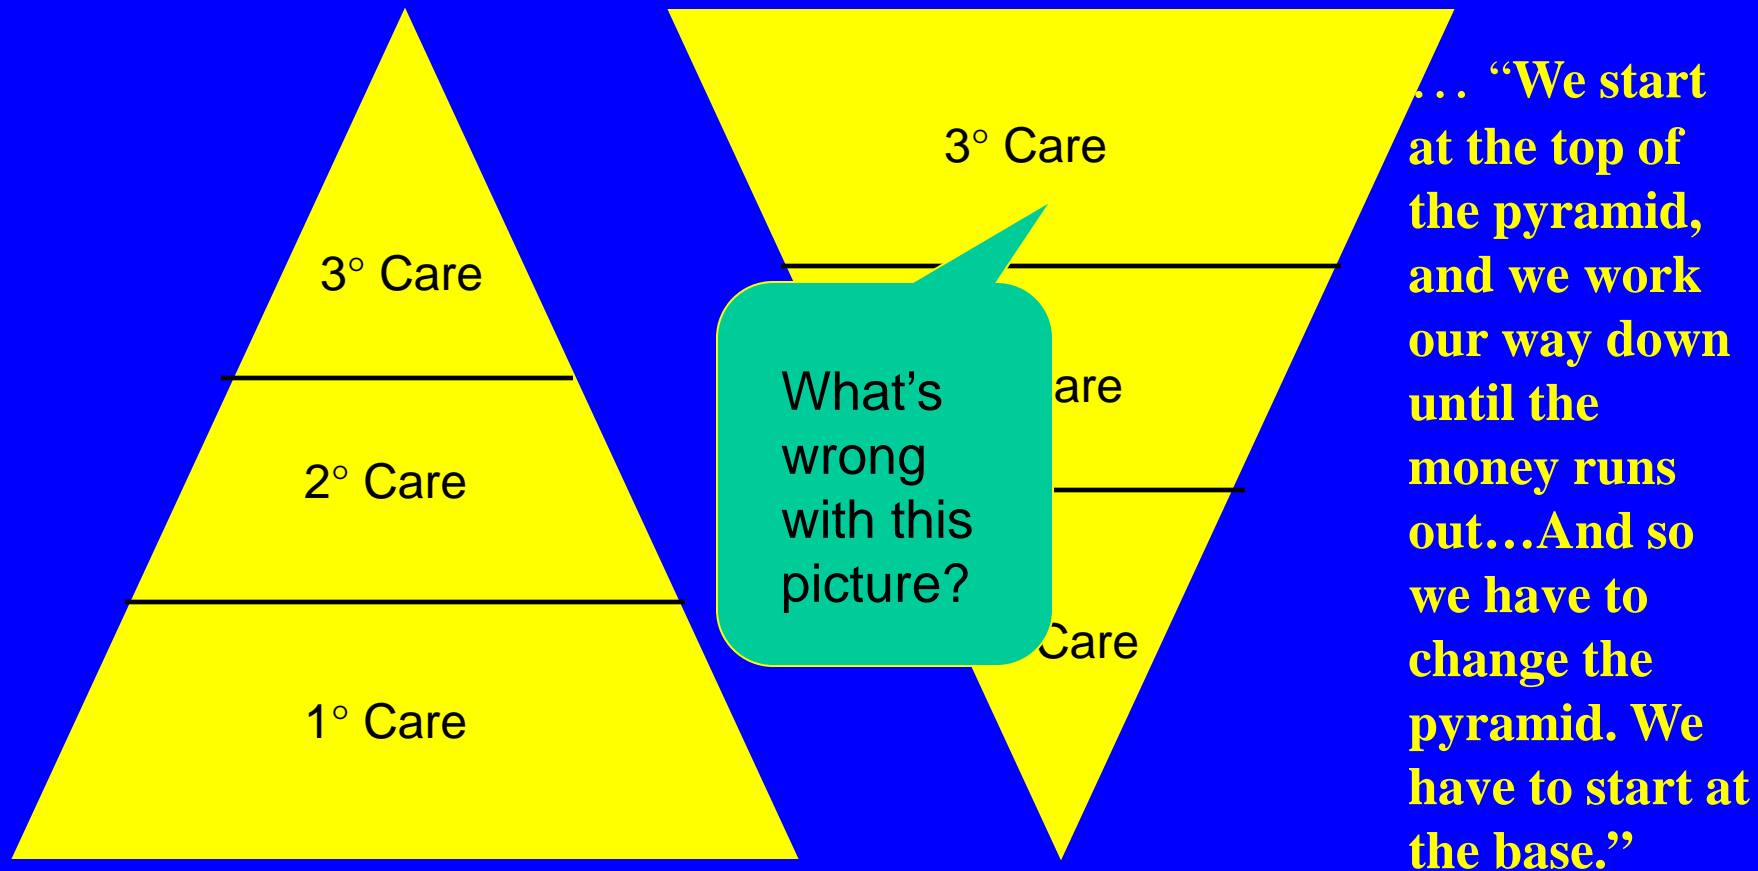 3° Care
2° Care
1° Care
3° Care
are
Care
What’s
wrong
with this
picture?
… “We start
at the top of
the pyramid,
and we work
our way down
until the
money runs
out…And so
we have to
change the
pyramid. We
have to start at
the base.”